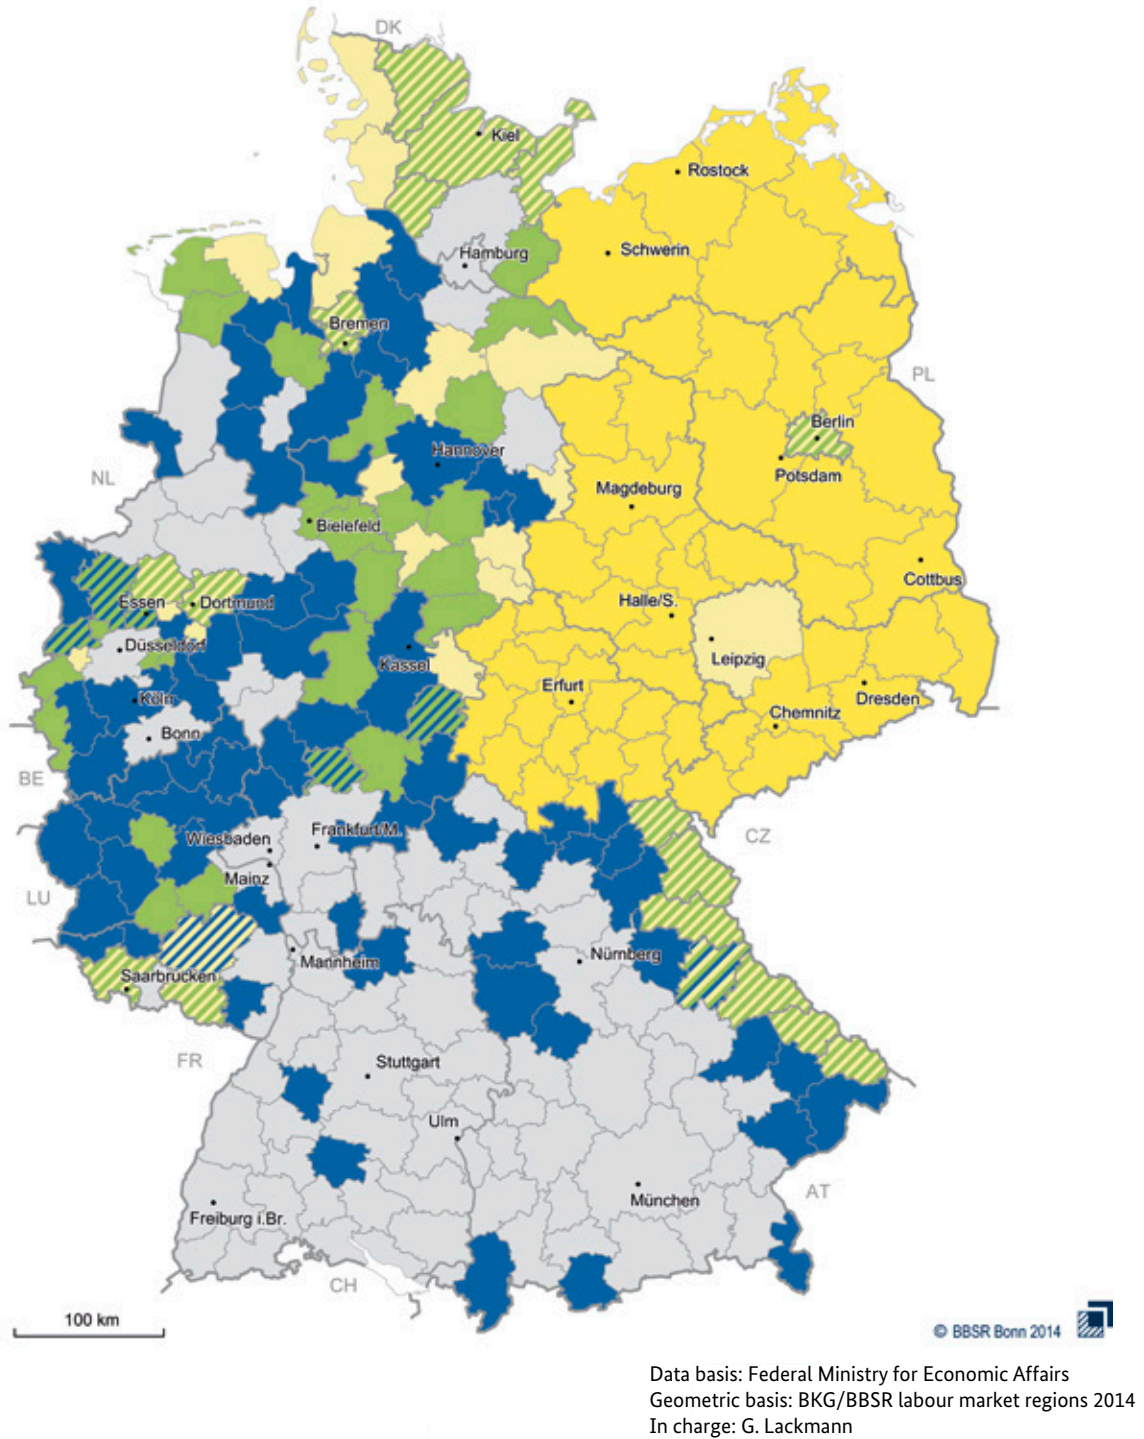 DK
Kiel
Rostock
Hamburg
Schwerin
Bremen
PL
Berlin
Hannover
Potsdam
NL
Magdeburg
Bielefeld
Cottbus
Essen
Dortmund
Halle/S.
Düsseldorf
Leipzig
Kassel
Erfurt
Dresden
Köln
Chemnitz
Bonn
BE
CZ
Wiesbaden
Frankfurt/M.
Mainz
LU
Nürnberg
Mannheim
Saarbrücken
FR
Stuttgart
Ulm
AT
München
Freiburg i.Br.
CH
100 km
© BBSR Bonn 2014
Data basis: Federal Ministry for Economic Affairs
Geometric basis: BKG/BBSR labour market regions 2014
In charge: G. Lackmann